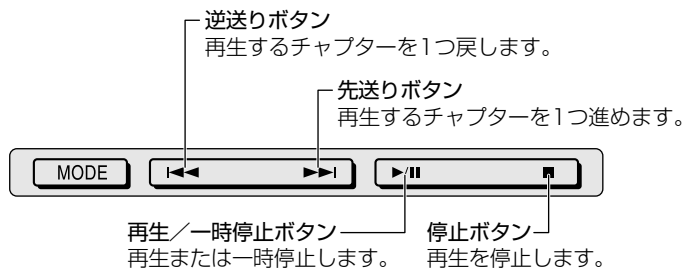 逆送りボタン
再生するチャプターを1つ戻します。
先送りボタン
再生するチャプターを1つ進めます。
MODE
再生／一時停止ボタン
再生または一時停止します。
停止ボタン
再生を停止します。